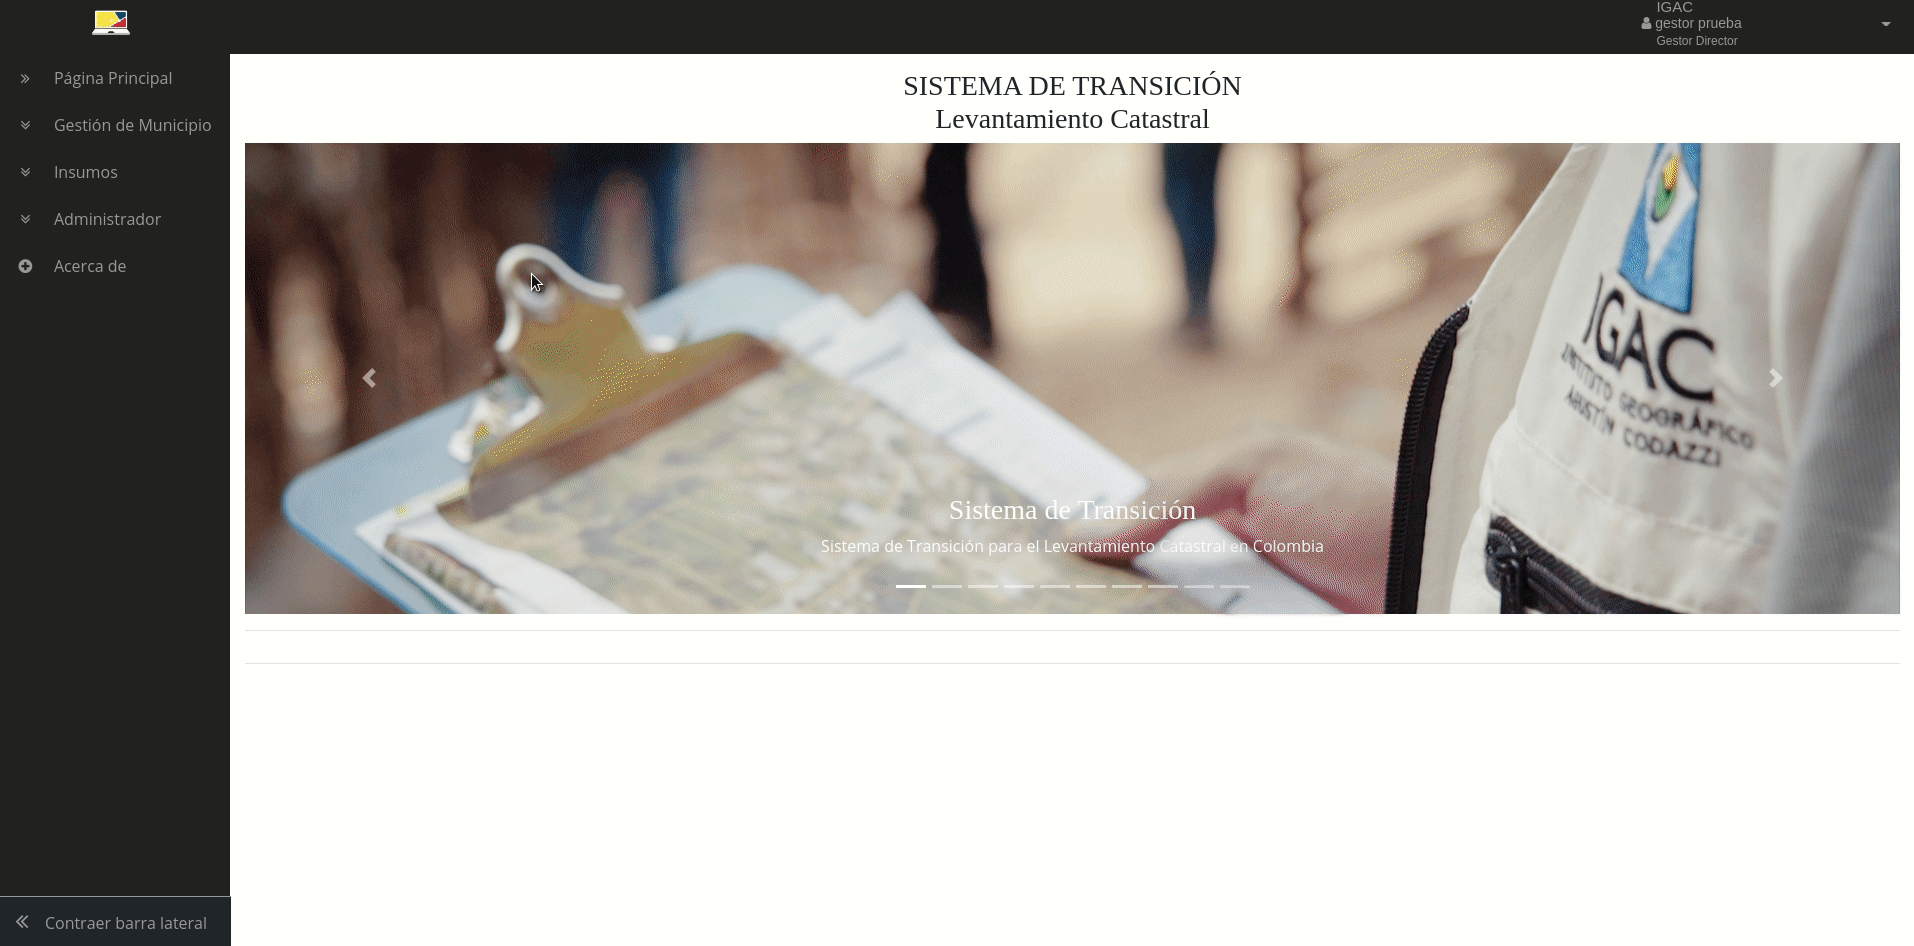 IGAC
gestor prueba
Gestor Director
Página Principal
Gestión de Municipio
Insumos
Administrador
Acerca de
SISTEMA DE TRANSICIÓN
Levantamiento Catastral
IGAC
INSTITUTO GEOGRÁFICO
AGUSTÍN CODAZZI
Sistema de Transición
Sistema de Transición para el Levantamiento Catastral en Colombia
Contraer barra lateral